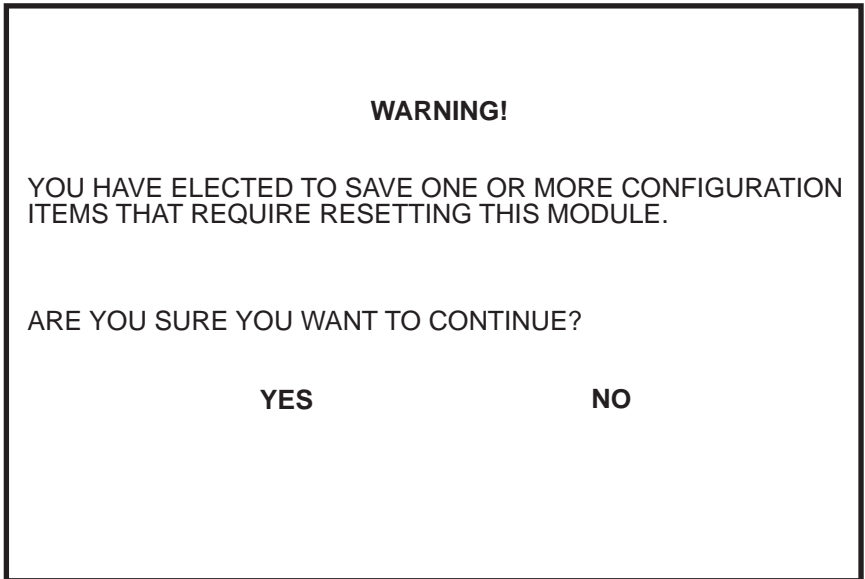 WARNING!
YOU HAVE ELECTED TO SAVE ONE OR MORE CONFIGURATION
ITEMS THAT REQUIRE RESETTING THIS MODULE.
ARE YOU SURE YOU WANT TO CONTINUE?
YES NO